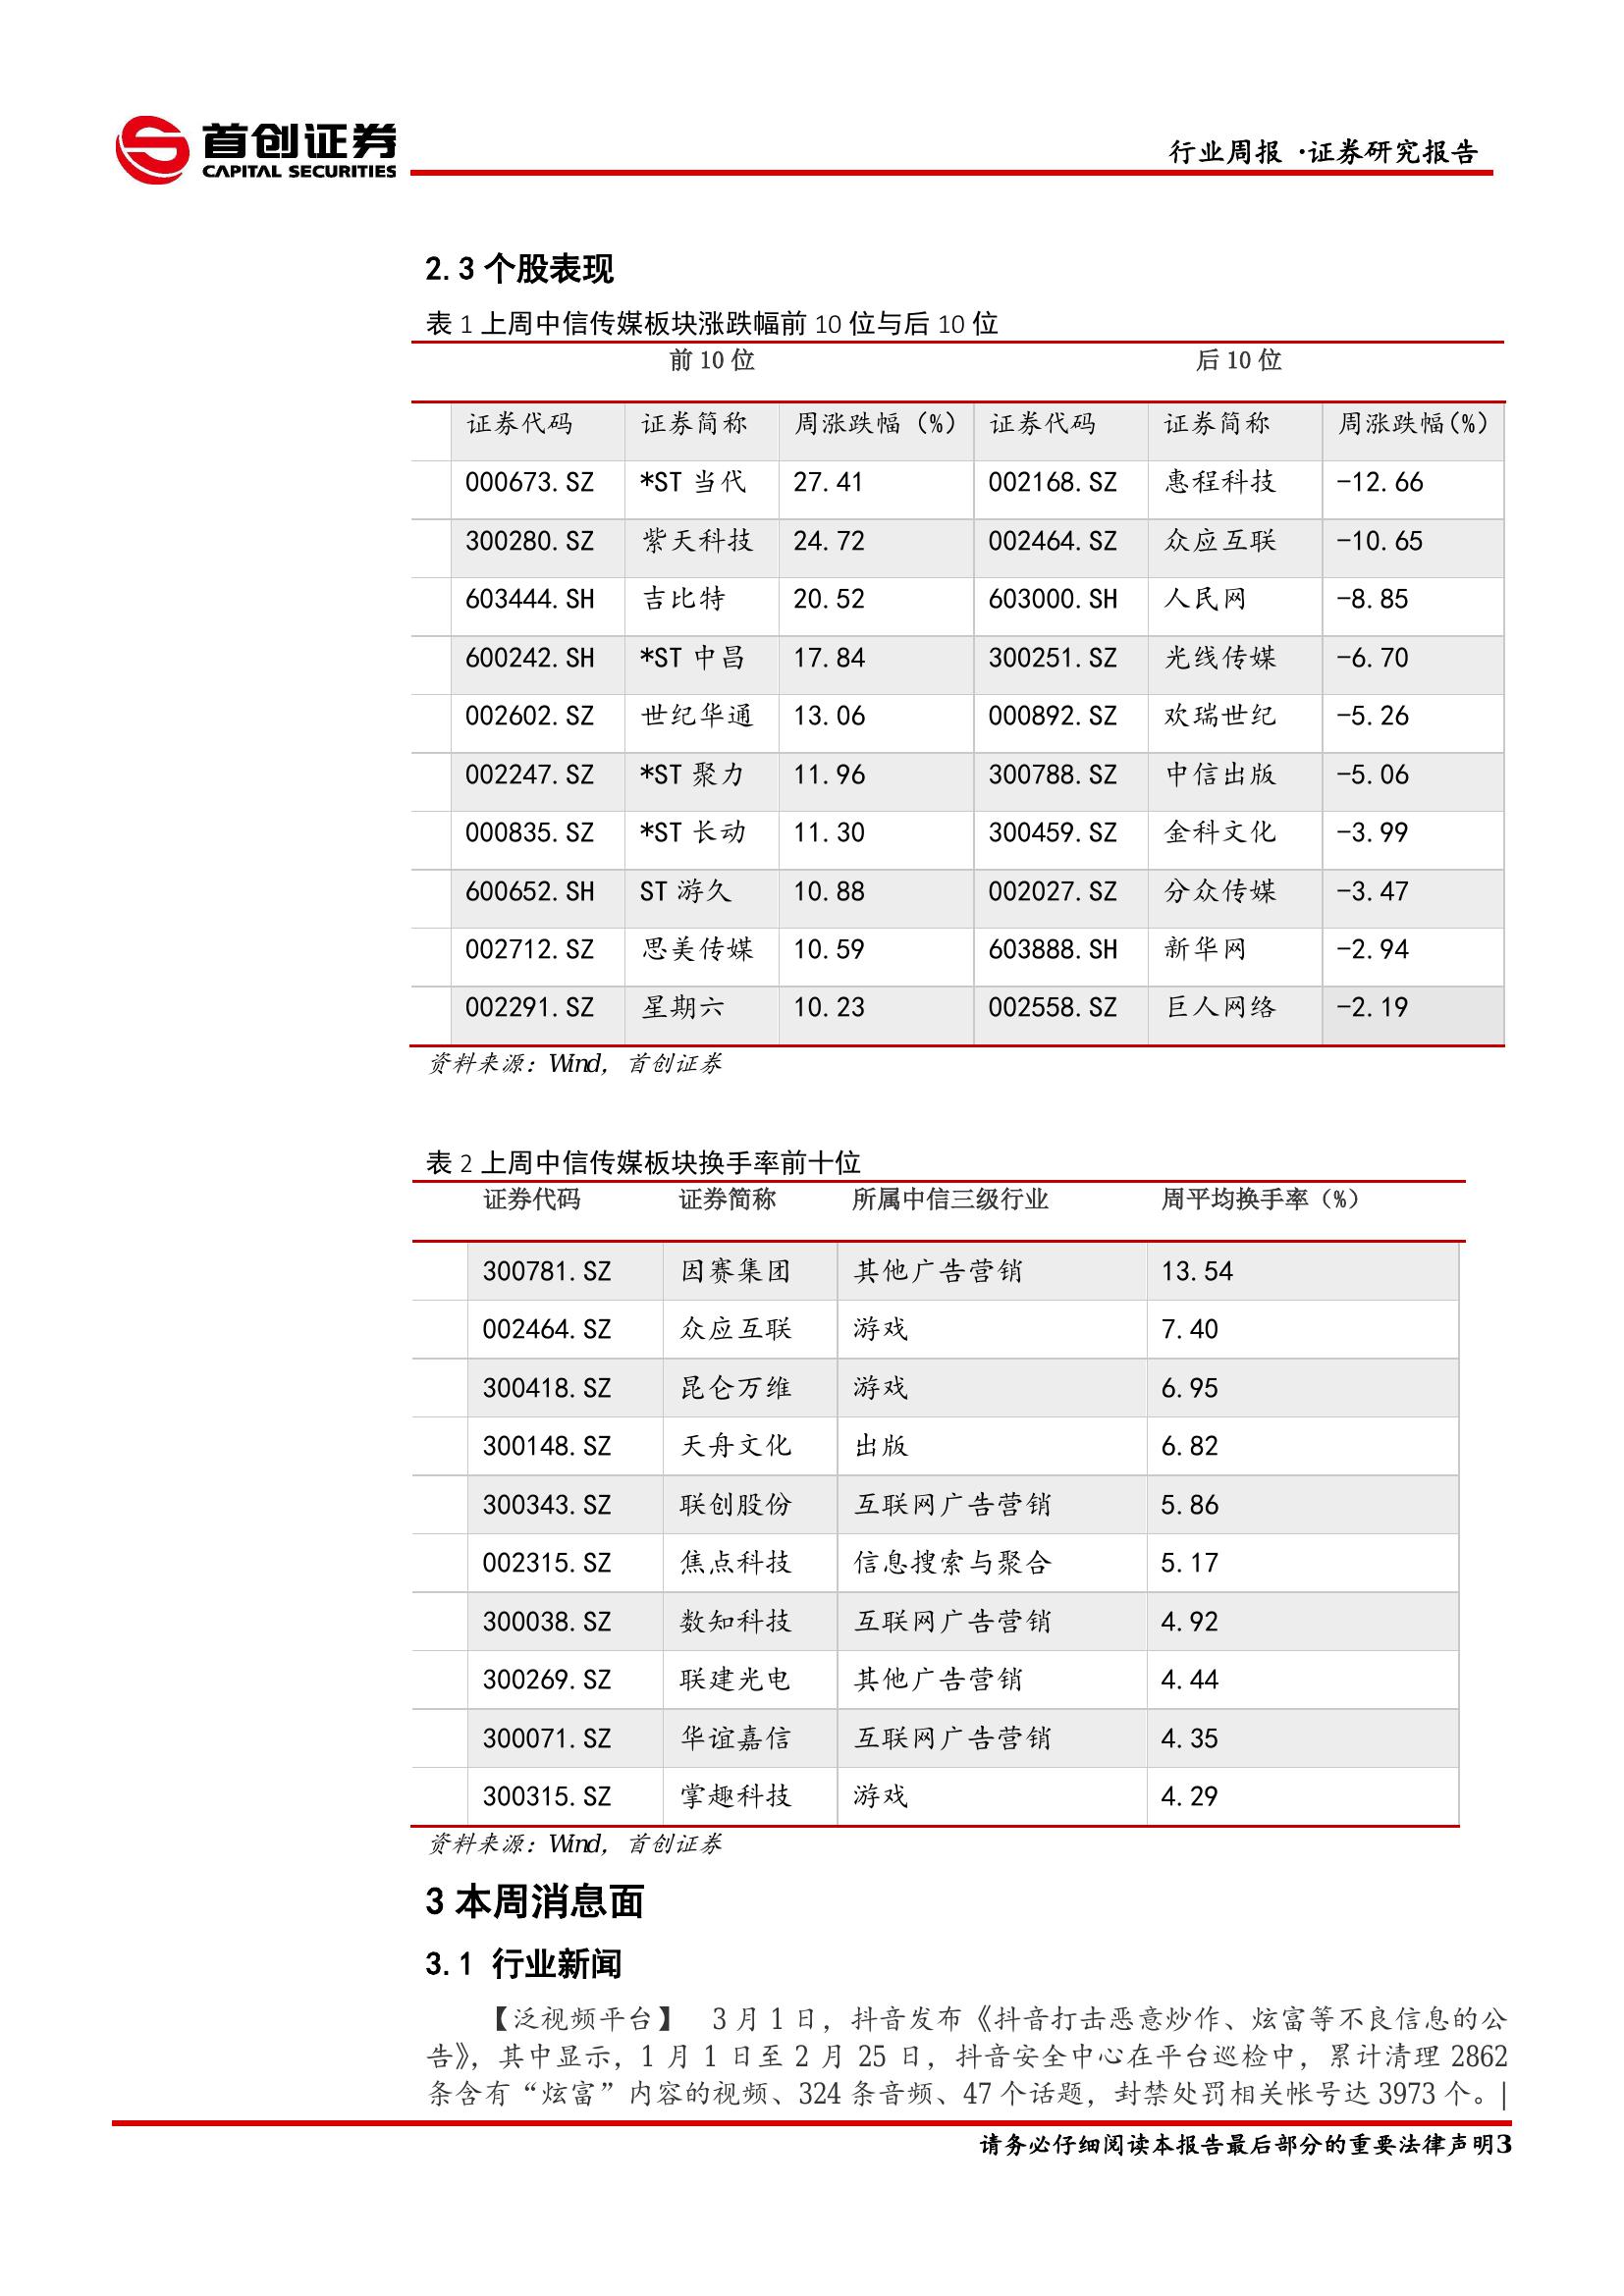 首创证券
CAPITAL SECURITIES
行业周报 ·证券研究报告
2.3 个股表现
表 1 上周中信传媒板块涨跌幅前 10 位与后 10 位
前 10 位 后 10 位
证券代码 证券简称 周涨跌幅（%） 证券代码 证券简称 周涨跌幅(%)
000673.SZ *ST 当代 27.41 002168.SZ 惠程科技 -12.66
300280.SZ 紫天科技 24.72 002464.SZ 众应互联 -10.65
603444.SH 吉比特 20.52 603000.SH 人民网 -8.85
600242.SH *ST 中昌 17.84 300251.SZ 光线传媒 -6.70
002602.SZ 世纪华通 13.06 000892.SZ 欢瑞世纪 -5.26
002247.SZ *ST 聚力 11.96 300788.SZ 中信出版 -5.06
000835.SZ *ST 长动 11.30 300459.SZ 金科文化 -3.99
600652.SH ST 游久 10.88 002027.SZ 分众传媒 -3.47
002712.SZ 思美传媒 10.59 603888.SH 新华网 -2.94
002291.SZ 星期六 10.23 002558.SZ 巨人网络 -2.19
资料来源：Wind，首创证券
表 2 上周中信传媒板块换手率前十位
证券代码 证券简称 所属中信三级行业 周平均换手率（%）
300781.SZ 因赛集团 其他广告营销 13.54
002464.SZ 众应互联 游戏 7.40
300418.SZ 昆仑万维 游戏 6.95
300148.SZ 天舟文化 出版 6.82
300343.SZ 联创股份 互联网广告营销 5.86
002315.SZ 焦点科技 信息搜索与聚合 5.17
300038.SZ 数知科技 互联网广告营销 4.92
300269.SZ 联建光电 其他广告营销 4.44
300071.SZ 华谊嘉信 互联网广告营销 4.35
300315.SZ 掌趣科技 游戏 4.29
资料来源：Wind，首创证券
3 本周消息面
3.1 行业新闻
【泛视频平台】 3 月 1 日，抖音发布《抖音打击恶意炒作、炫富等不良信息的公
告》，其中显示，1 月 1 日至 2 月 25 日，抖音安全中心在平台巡检中，累计清理 2862
条含有“炫富”内容的视频、324 条音频、47 个话题，封禁处罚相关帐号达 3973 个。|
请务必仔细阅读本报告最后部分的重要法律声明3